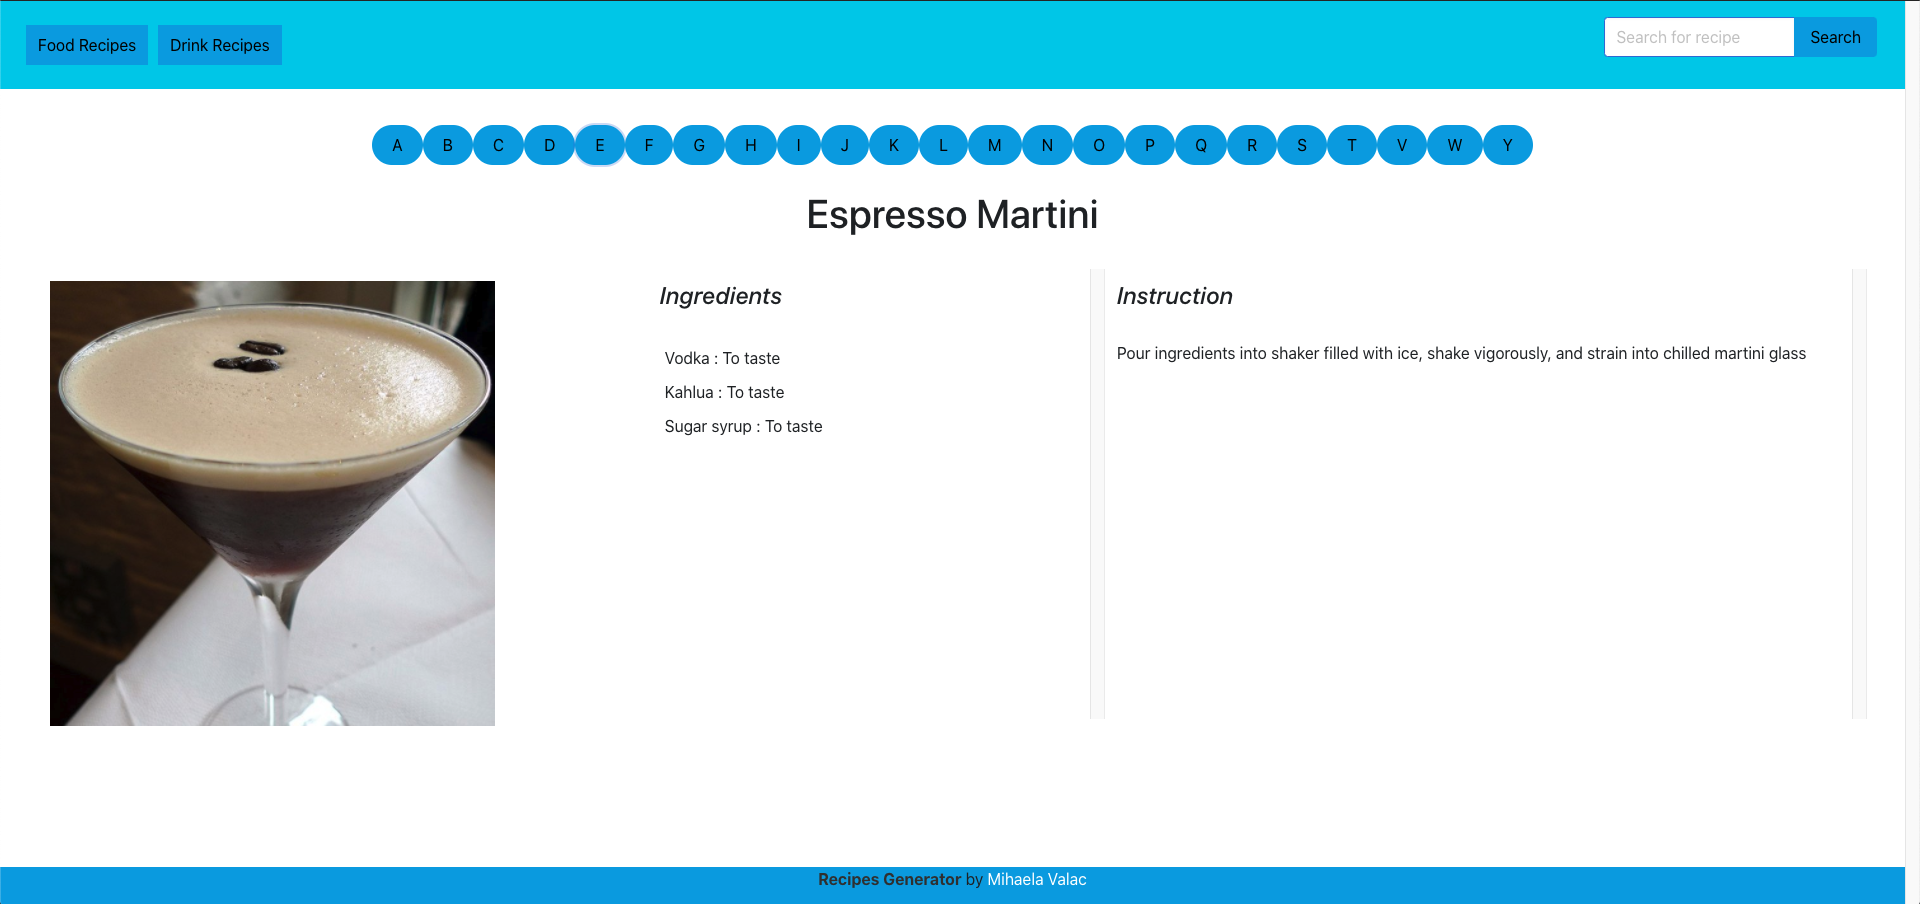 Food Recipes Drink Recipes Search for recipe Search
A B C D E F G H I J K L M N O P Q R S T V W Y
Espresso Martini
Ingredients
Vodka : To taste
Kahlua : To taste
Sugar syrup : To taste
Instruction
Pour ingredients into shaker filled with ice, shake vigorously, and strain into chilled martini glass
Recipes Generator by Mihaela Valac